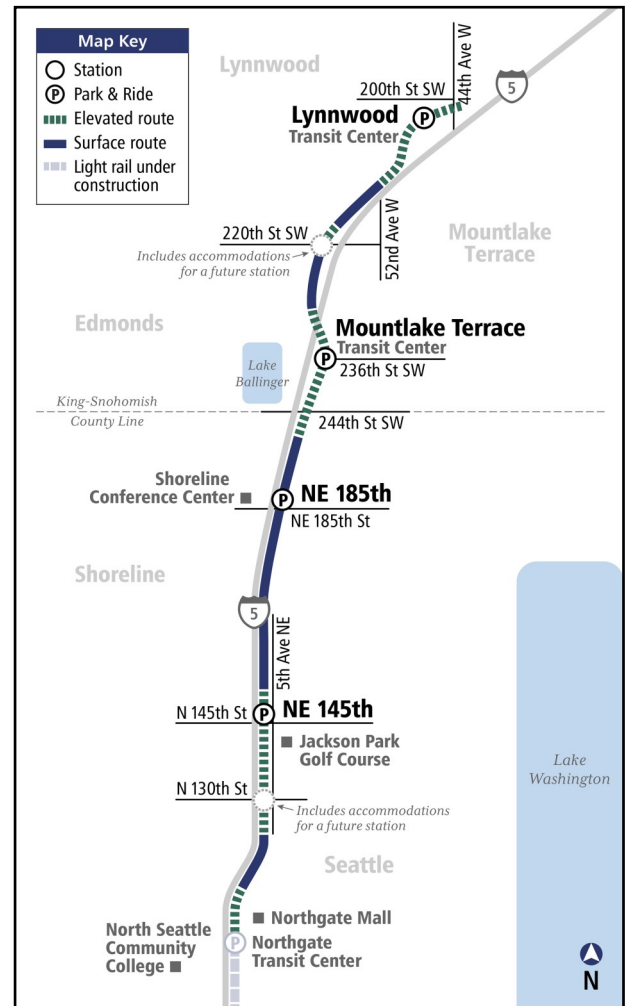 Map Key
Station
P Park & Ride
Elevated route
Surface route
Light rail under
construction
Lynnwood
44th Ave W
200th St SW
5
Lynnwood
P
Transit Center
220th St SW
52nd Ave W
Mountlake
Terrace
Includes accommodations
for a future station
Edmonds
Mountlake Terrace
Transit Center
P
236th St SW
Lake
Ballinger
King-Snohomish
County Line
244th St SW
Shoreline
Conference Center
P
NE 185th
NE 185th St
Shoreline
5
5th Ave NE
N 145th St
P
NE 145th
Jackson Park
Golf Course
Lake
Washington
N 130th St
Includes accommodations
for a future station
Seattle
Northgate Mall
North Seattle
Community
College
P
Northgate
Transit Center
N